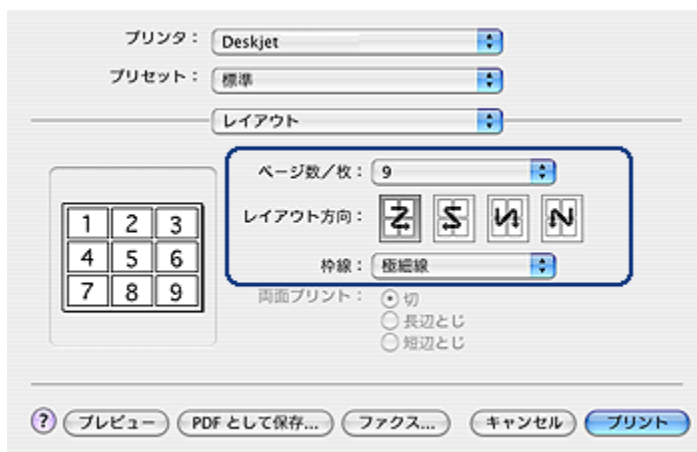 プリンタ： Deskjet
プリセット： 標準
レイアウト
ページ数／枚： 9
レイアウト方向：
枠線： 極細線
両面プリント： 切
長辺とじ
短辺とじ
1 2 3
4 5 6
7 8 9
? プレビュー PDF として保存... ファクス... キャンセル プリント